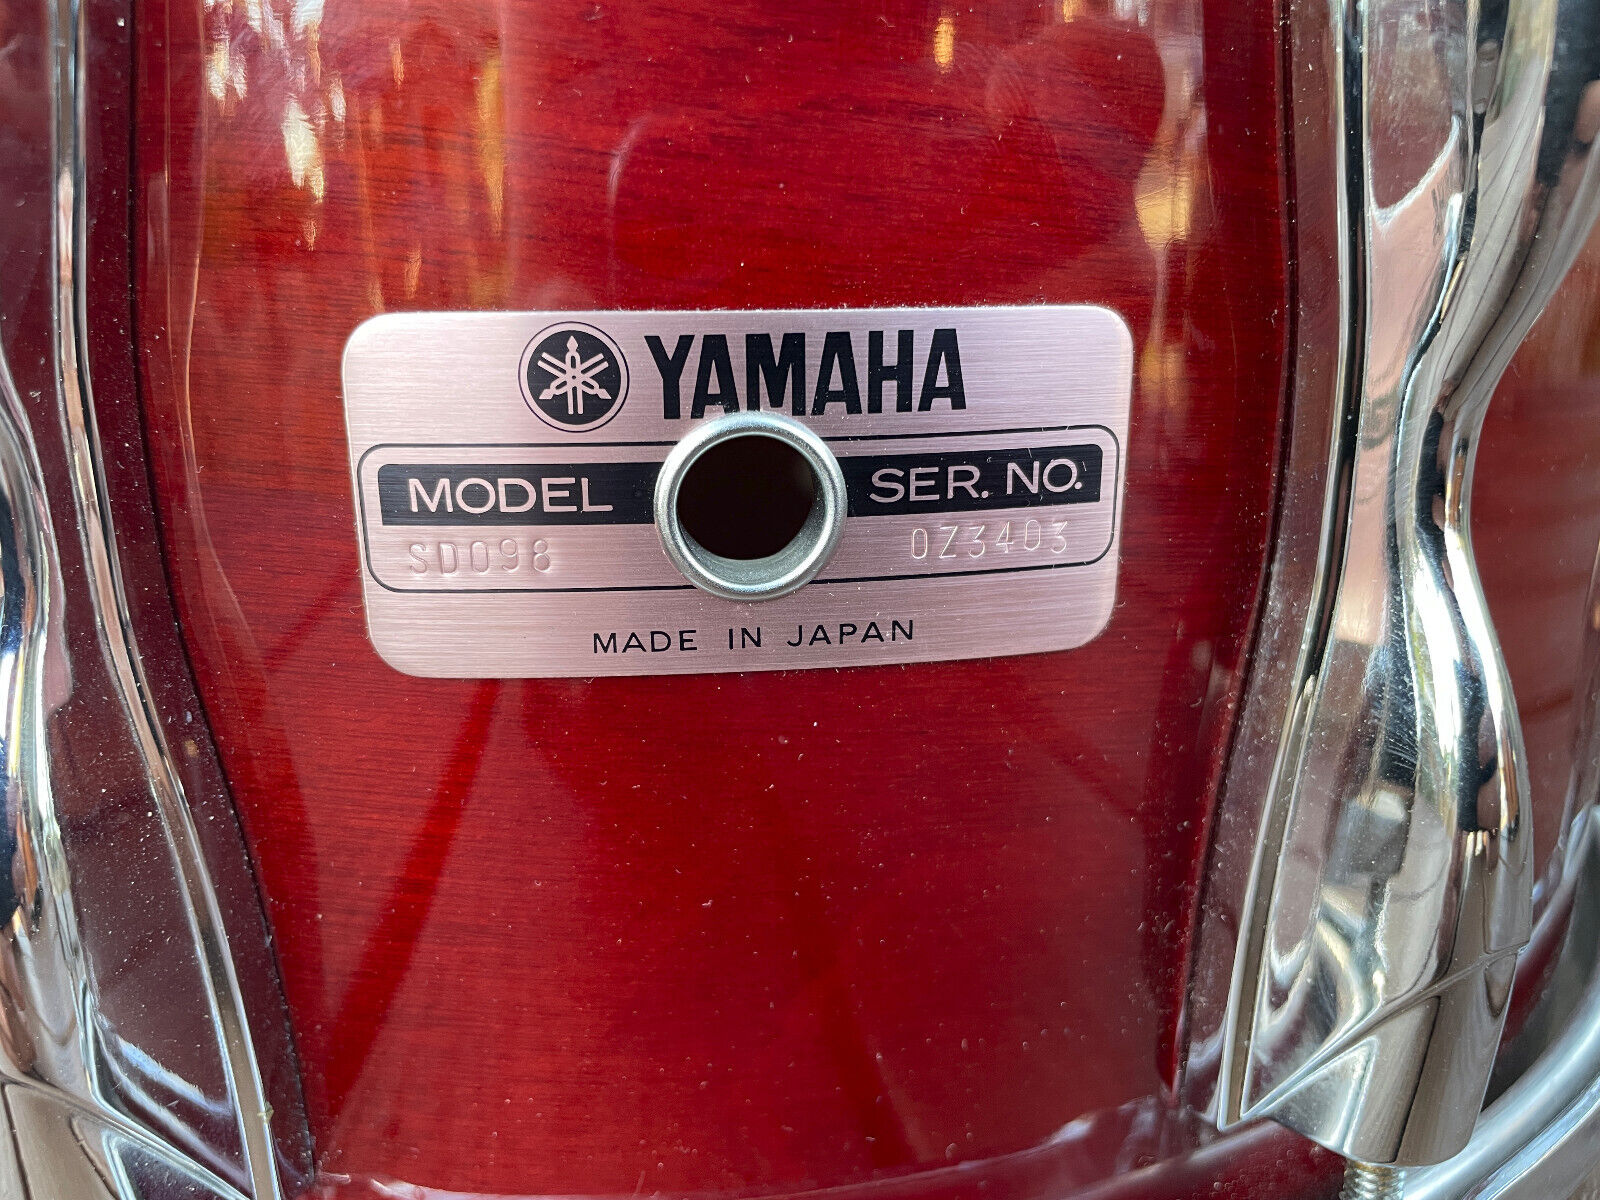 YAMAHA
MODEL SER. NO.
SD098 0Z3403
MADE IN JAPAN